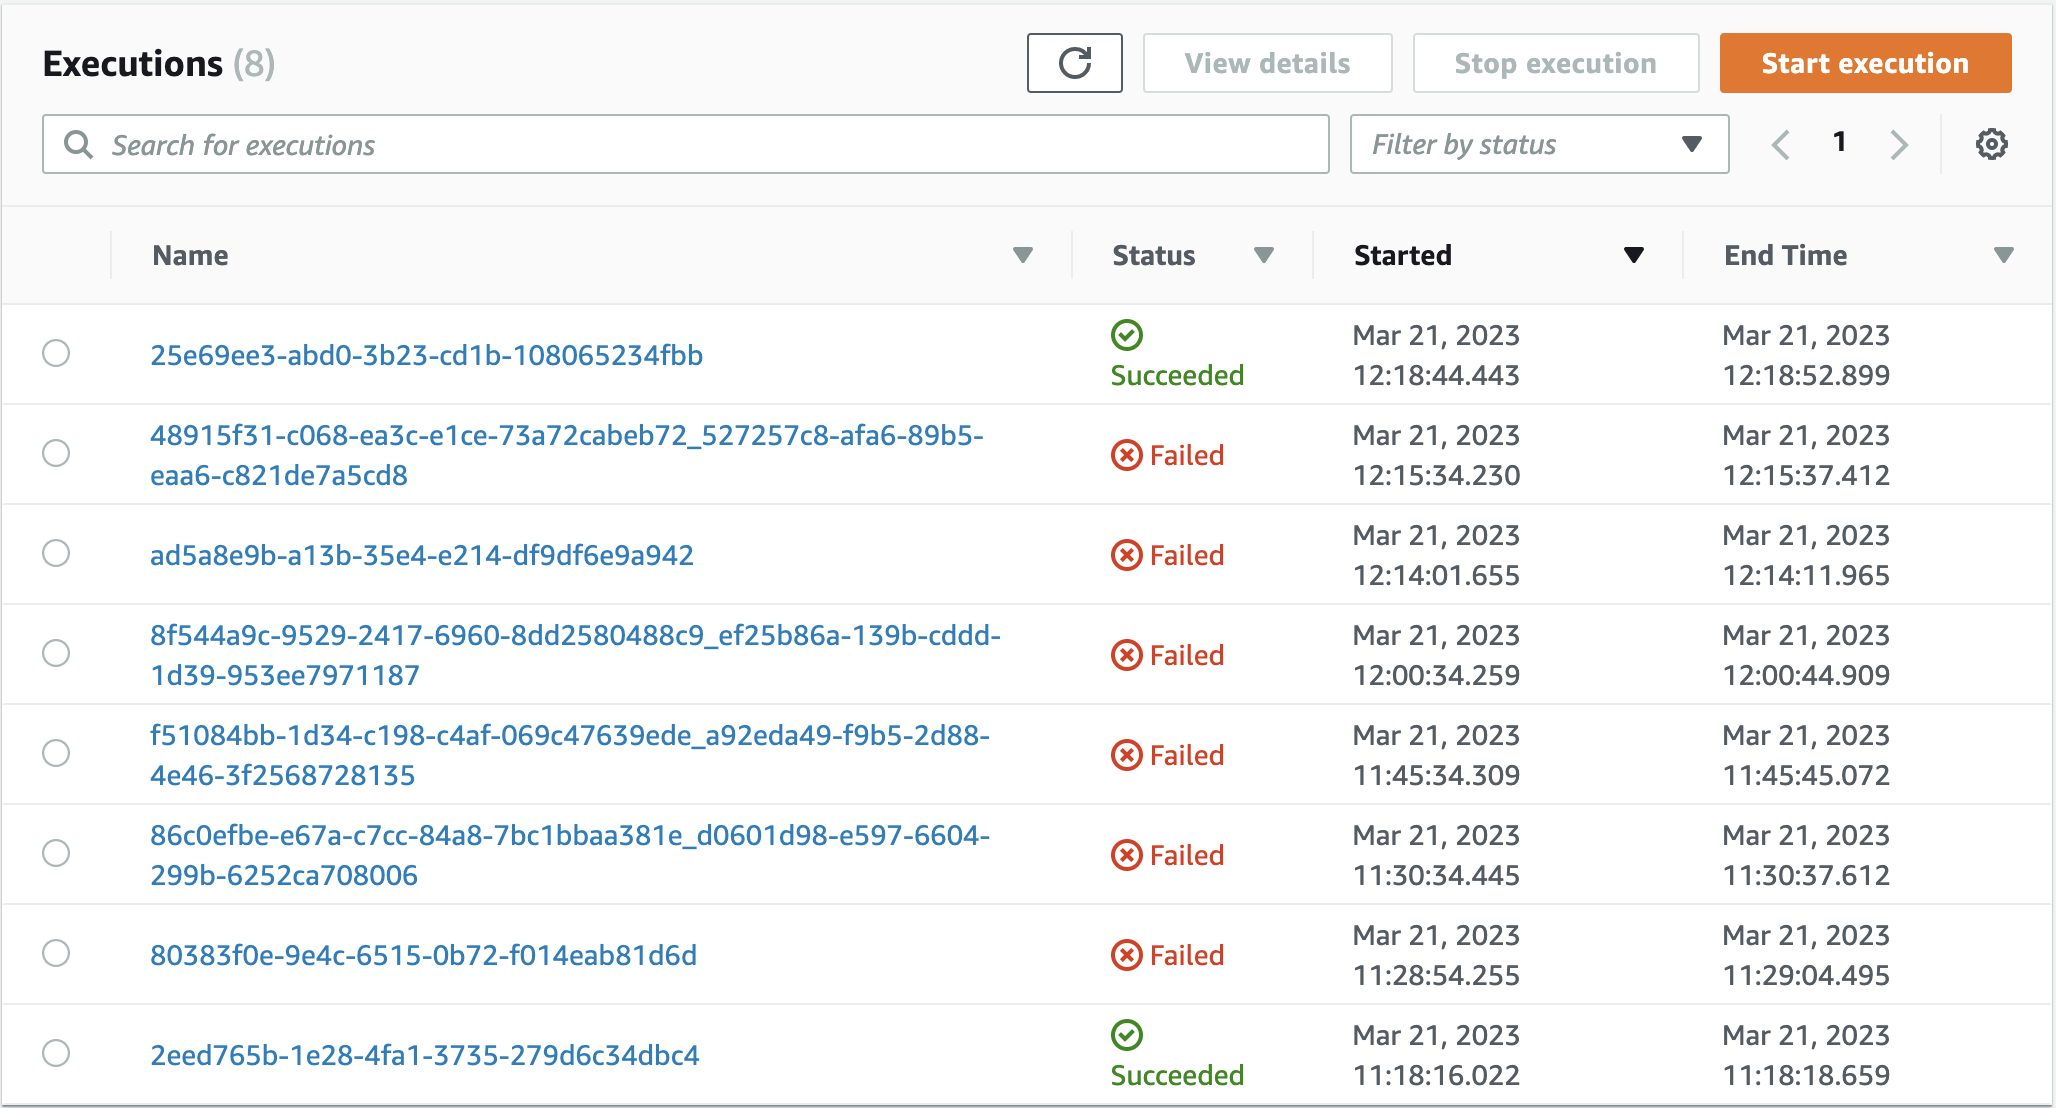 Executions (8)
View details
Stop execution
Start execution
Search for executions
Filter by status
1
Name
Status
Started
End Time
25e69ee3-abd0-3b23-cd1b-108065234fbb
Succeeded
Mar 21, 2023
12:18:44.443
Mar 21, 2023
12:18:52.899
48915f31-c068-ea3c-e1ce-73a72cabeb72_527257c8-afa6-89b5-
eaa6-c821de7a5cd8
Failed
Mar 21, 2023
12:15:34.230
Mar 21, 2023
12:15:37.412
ad5a8e9b-a13b-35e4-e214-df9df6e9a942
Failed
Mar 21, 2023
12:14:01.655
Mar 21, 2023
12:14:11.965
8f544a9c-9529-2417-6960-8dd2580488c9_ef25b86a-139b-cddd-
1d39-953ee7971187
Failed
Mar 21, 2023
12:00:34.259
Mar 21, 2023
12:00:44.909
f51084bb-1d34-c198-c4af-069c47639ede_a92eda49-f9b5-2d88-
4e46-3f2568728135
Failed
Mar 21, 2023
11:45:34.309
Mar 21, 2023
11:45:45.072
86c0efbe-e67a-c7cc-84a8-7bc1bbaa381e_d0601d98-e597-6604-
299b-6252ca708006
Failed
Mar 21, 2023
11:30:34.445
Mar 21, 2023
11:30:37.612
80383f0e-9e4c-6515-0b72-f014eab81d6d
Failed
Mar 21, 2023
11:28:54.255
Mar 21, 2023
11:29:04.495
2eed765b-1e28-4fa1-3735-279d6c34dbc4
Succeeded
Mar 21, 2023
11:18:16.022
Mar 21, 2023
11:18:18.659